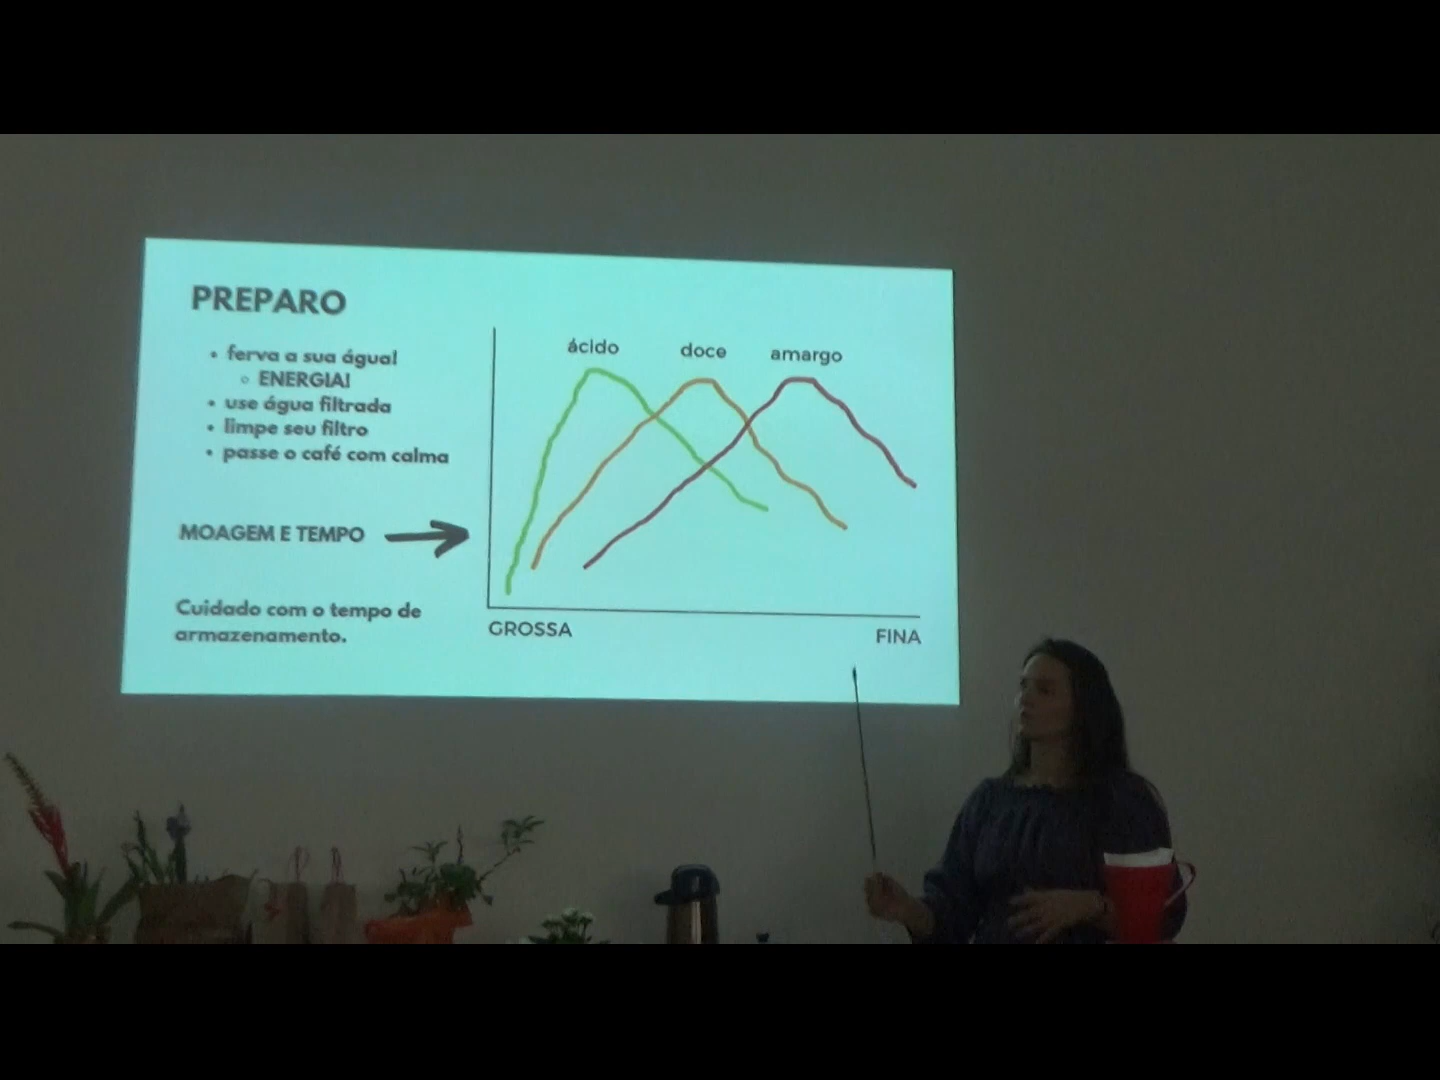 PREPARO
• ferva a sua água!
◦ ENERGIA!
• use água filtrada
• limpe seu filtro
• passe o café com calma
MOAGEM E TEMPO
Cuidado com o tempo de
armazenamento.
ácido doce amargo
GROSSA FINA